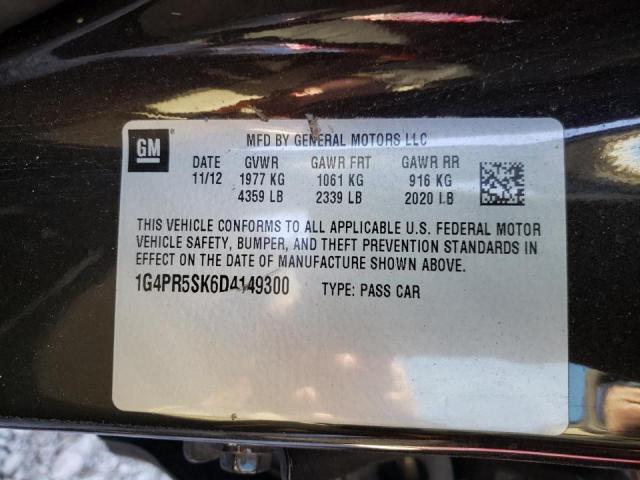 GM
MFD BY GENERAL MOTORS LLC
DATE GVWR GAWR FRT GAWR RR
11/12 1977 KG 1061 KG 916 KG
4359 LB 2339 LB 2020 LB
THIS VEHICLE CONFORMS TO ALL APPLICABLE U.S. FEDERAL MOTOR
VEHICLE SAFETY, BUMPER, AND THEFT PREVENTION STANDARDS IN
EFFECT ON THE DATE OF MANUFACTURE SHOWN ABOVE.
1G4PR5SK6D4149300 TYPE: PASS CAR